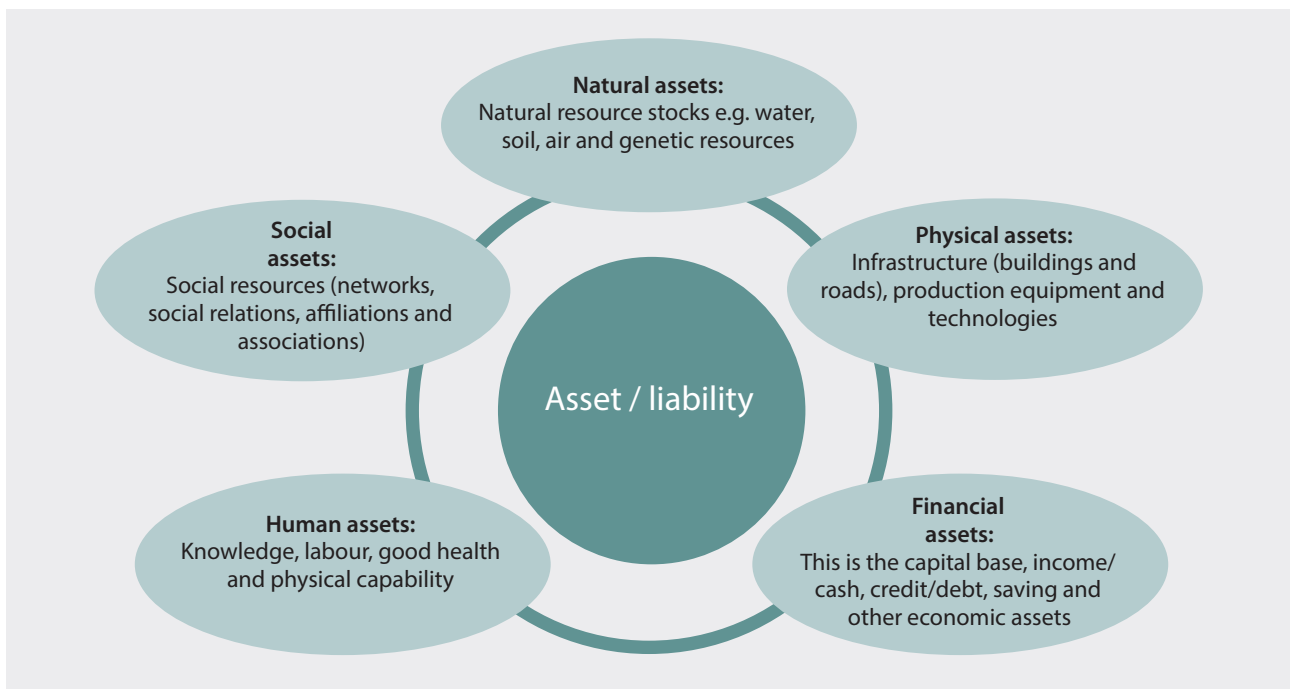 Natural assets:
Natural resource stocks e.g. water,
soil, air and genetic resources
Social
assets:
Social resources (networks,
social relations, affiliations and
associations)
Physical assets:
Infrastructure (buildings and
roads), production equipment and
technologies
Asset / liability
Human assets:
Knowledge, labour, good health
and physical capability
Financial
assets:
This is the capital base, income/
cash, credit/debt, saving and
other economic assets